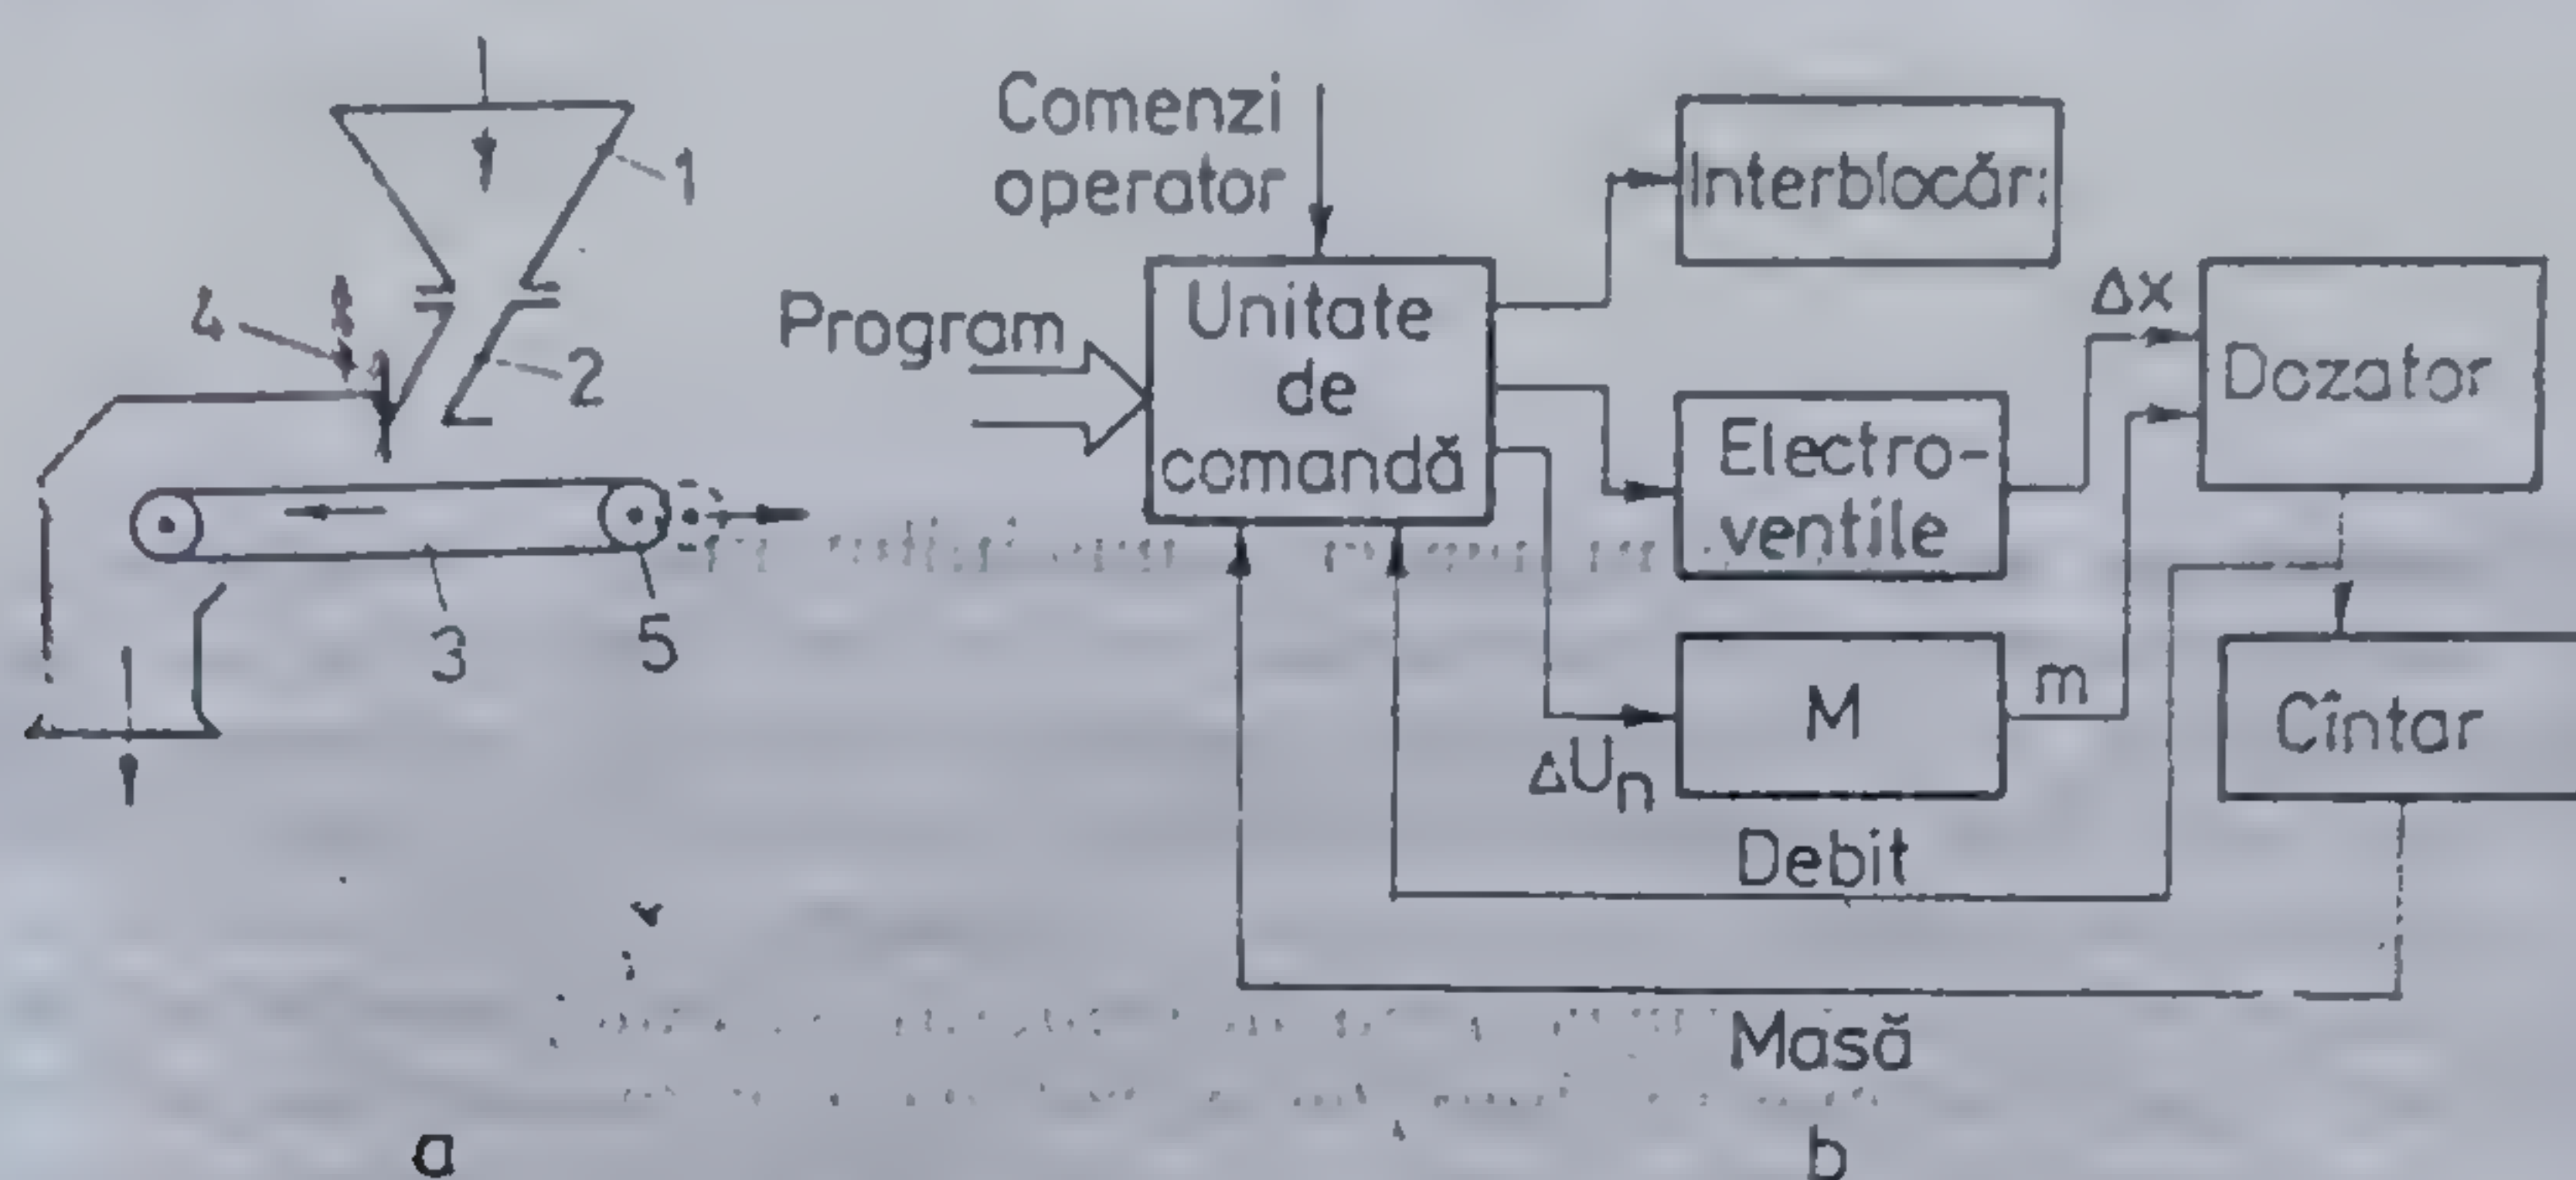 1
4
2
3
5
a
Comenzi
operator
Program
Unitate
de
comandă
Interblocări
Electro-
ventile
M
Δx
Dozator
m
Cîntar
ΔUn
Debit
Masă
b